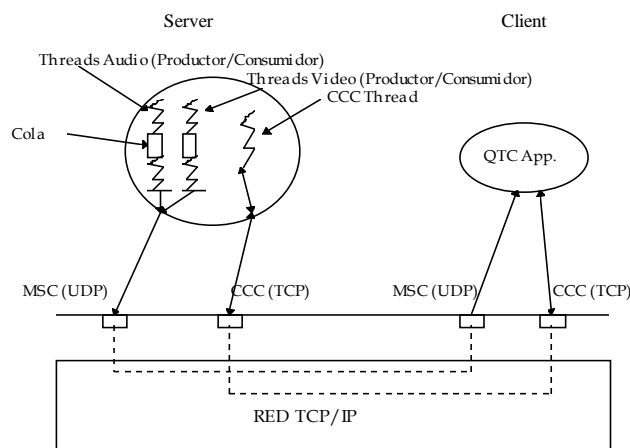 Server
Client
Threads Audio (Productor/Consumidor)
Threads Video (Productor/Consumidor)
CCC Thread
Cola
QTC App.
MSC (UDP)
CCC (TCP)
MSC (UDP)
CCC (TCP)
RED TCP/IP